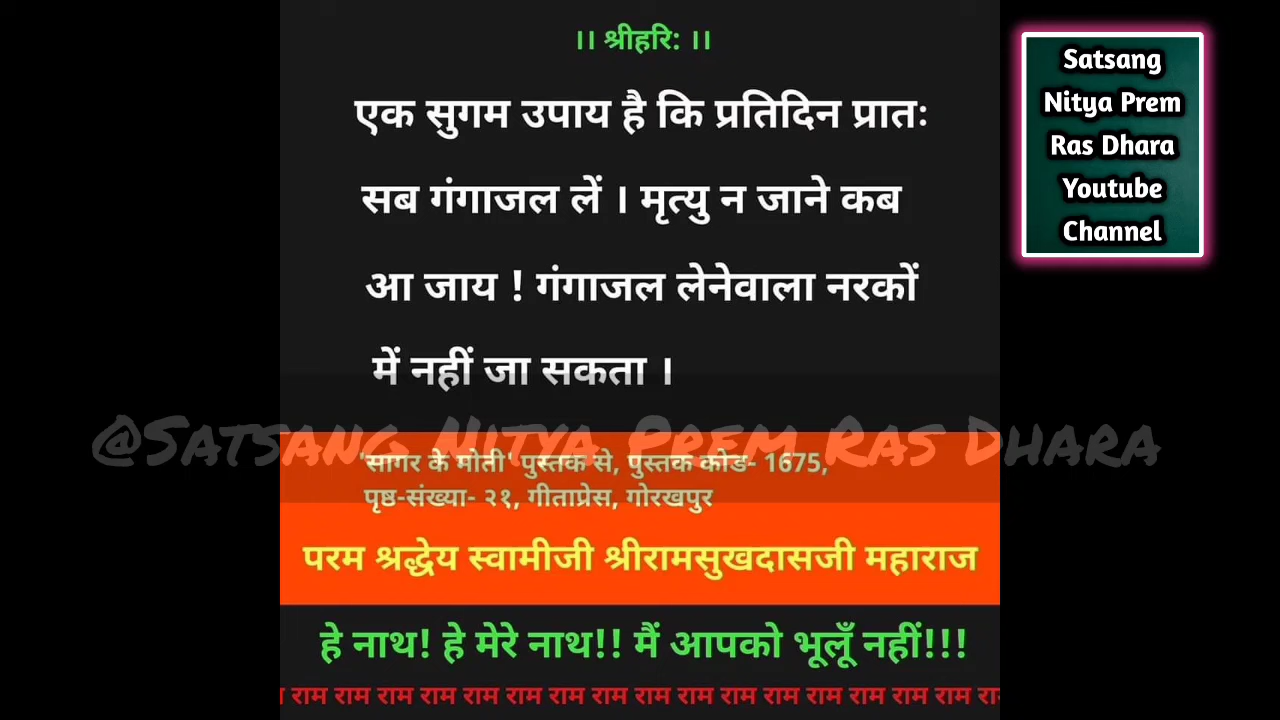 ।। श्रीहरि: ।।
एक सुगम उपाय है कि प्रतिदिन प्रातः
सब गंगाजल लें । मृत्यु न जाने कब
आ जाय ! गंगाजल लेनेवाला नरकों
में नहीं जा सकता ।
Satsang
Nitya Prem
Ras Dhara
Youtube
Channel
@Satsang Nitya Prem Ras Dhara
'सागर के मोती' पुस्तक से, पुस्तक कोड- 1675,
पृष्ठ-संख्या- २१, गीताप्रेस, गोरखपुर
परम श्रद्धेय स्वामीजी श्रीरामसुखदासजी महाराज
हे नाथ! हे मेरे नाथ!! मैं आपको भूलूँ नहीं!!!
राम राम राम राम राम राम राम राम राम राम राम राम राम राम राम राम